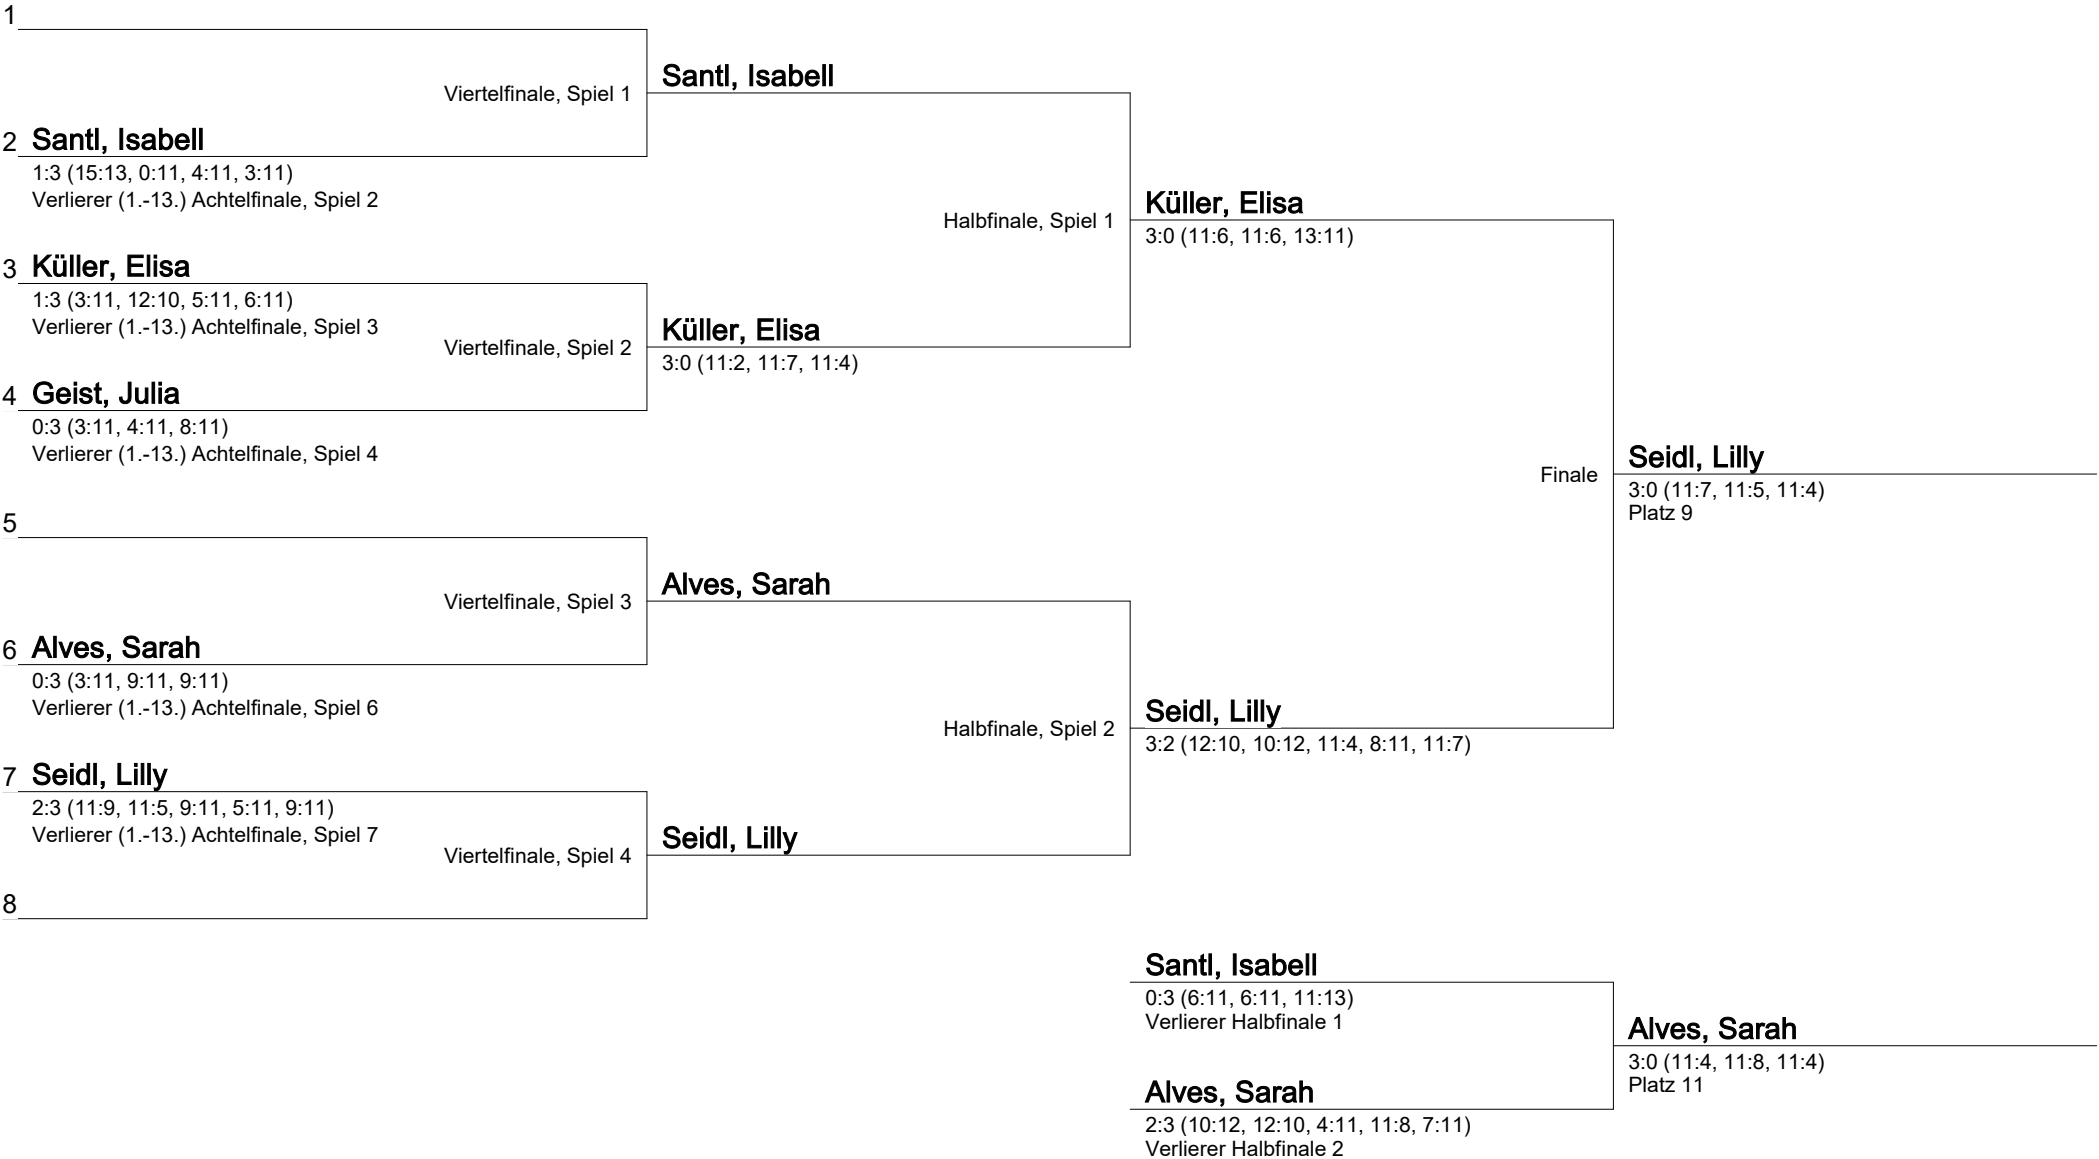 1
Viertelfinale, Spiel 1
Santl, Isabell
2 Santl, Isabell
1:3 (15:13, 0:11, 4:11, 3:11)
Verlierer (1.-13.) Achtelfinale, Spiel 2
Halbfinale, Spiel 1
Küller, Elisa
3:0 (11:6, 11:6, 13:11)
3 Küller, Elisa
1:3 (3:11, 12:10, 5:11, 6:11)
Verlierer (1.-13.) Achtelfinale, Spiel 3
Viertelfinale, Spiel 2
Küller, Elisa
3:0 (11:2, 11:7, 11:4)
4 Geist, Julia
0:3 (3:11, 4:11, 8:11)
Verlierer (1.-13.) Achtelfinale, Spiel 4
Finale
Seidl, Lilly
3:0 (11:7, 11:5, 11:4)
Platz 9
5
Viertelfinale, Spiel 3
Alves, Sarah
6 Alves, Sarah
0:3 (3:11, 9:11, 9:11)
Verlierer (1.-13.) Achtelfinale, Spiel 6
Halbfinale, Spiel 2
Seidl, Lilly
3:2 (12:10, 10:12, 11:4, 8:11, 11:7)
7 Seidl, Lilly
2:3 (11:9, 11:5, 9:11, 5:11, 9:11)
Verlierer (1.-13.) Achtelfinale, Spiel 7
Viertelfinale, Spiel 4
Seidl, Lilly
8
Santl, Isabell
0:3 (6:11, 6:11, 11:13)
Verlierer Halbfinale 1
Alves, Sarah
3:0 (11:4, 11:8, 11:4)
Platz 11
Alves, Sarah
2:3 (10:12, 12:10, 4:11, 11:8, 7:11)
Verlierer Halbfinale 2